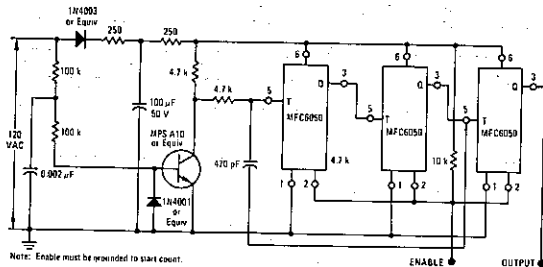 1N4003
or Equiv
250
250
6
6
6
100 k
4.7 k
4.7 k
5
T
MFC6050
Q
3
5
T
MFC6050
Q
3
5
T
MFC6050
Q
3
120
VAC
100 k
100 µF
50 V
MPS A10
or Equiv
470 pF
4.7 k
10 k
0.002 µF
1
2
1
2
1
2
1N4001
or
Equiv
Note: Enable must be grounded to start count.
ENABLE
OUTPUT